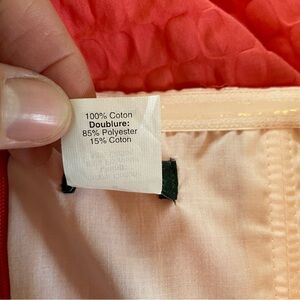 100% Coton
Doublure:
85% Polyester
15% Coton